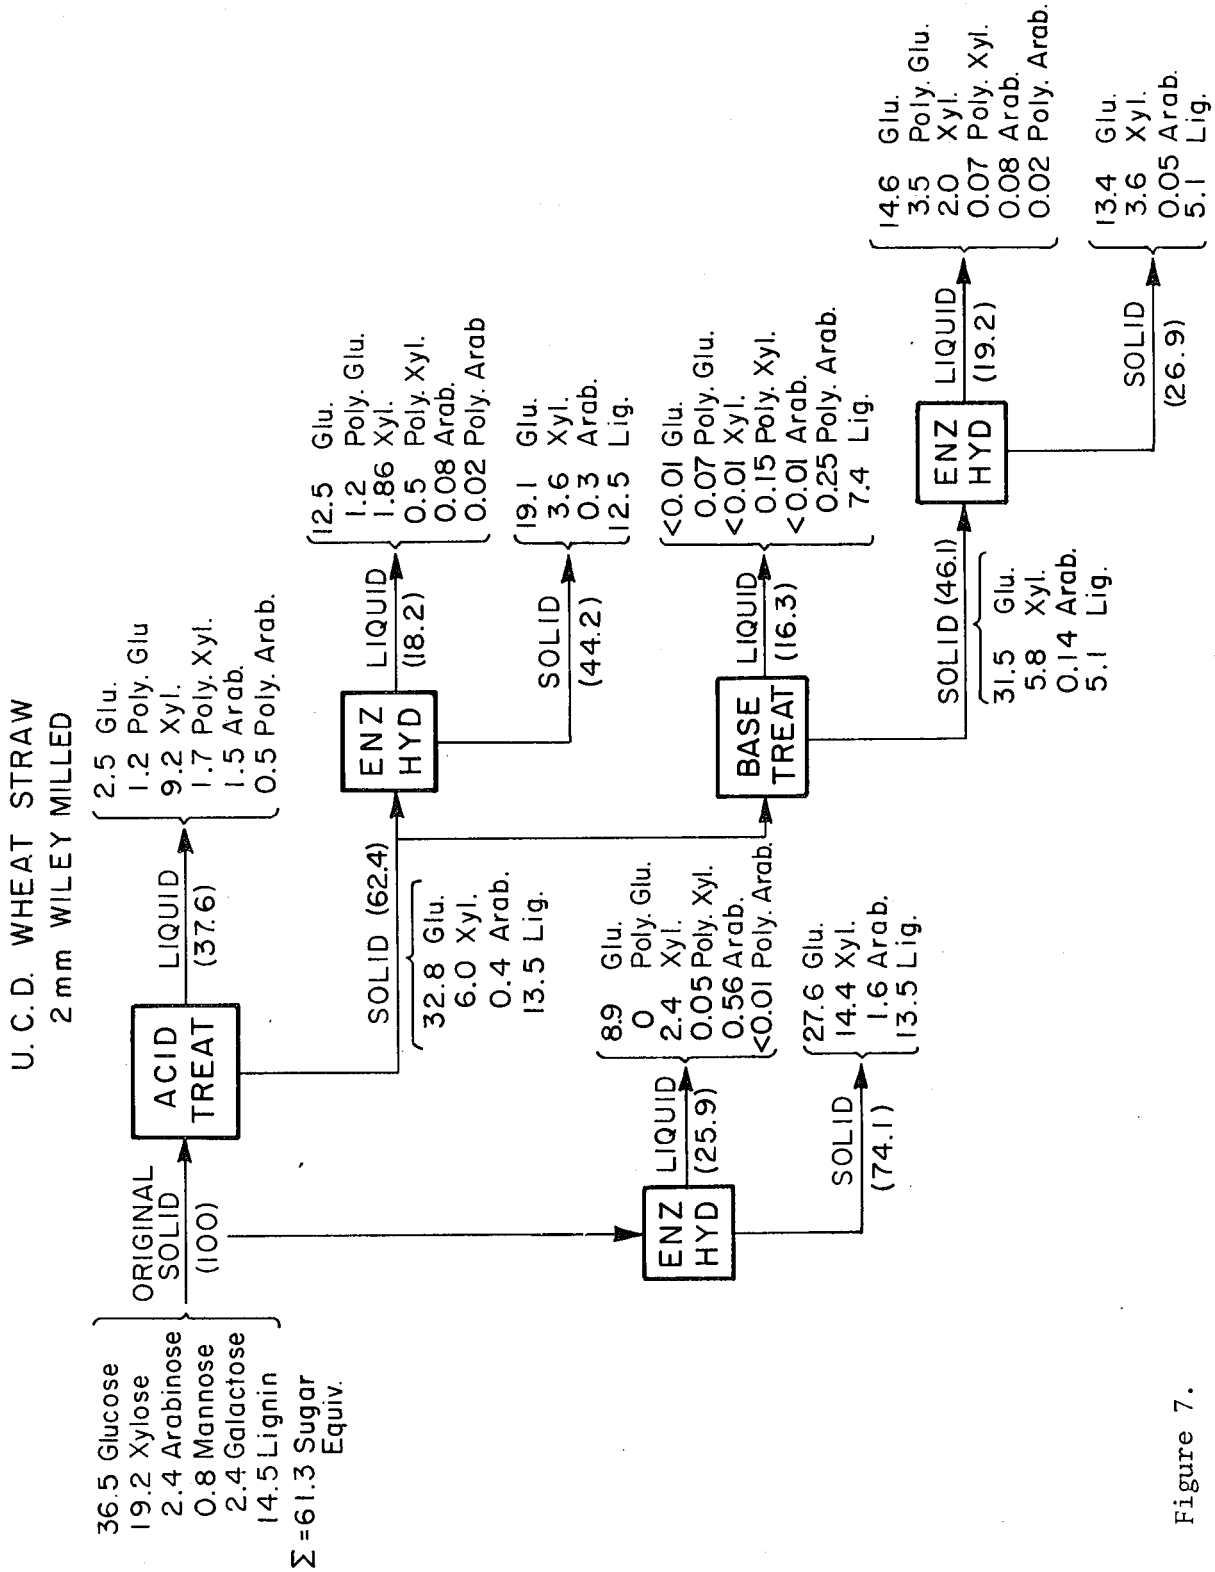 U. C. D. WHEAT STRAW
2 mm WILEY MILLED
36.5 Glucose
19.2 Xylose
2.4 Arabinose
0.8 Mannose
2.4 Galactose
14.5 Lignin
Σ = 61.3 Sugar
Equiv.
ORIGINAL
SOLID
(100)
ACID
TREAT
LIQUID
(37.6)
2.5 Glu.
1.2 Poly. Glu
9.2 Xyl.
1.7 Poly. Xyl.
1.5 Arab.
0.5 Poly. Arab.
SOLID (62.4)
32.8 Glu.
6.0 Xyl.
0.4 Arab.
13.5 Lig.
ENZ
HYD
LIQUID
(18.2)
12.5 Glu.
1.2 Poly. Glu.
1.86 Xyl.
0.5 Poly. Xyl.
0.08 Arab.
0.02 Poly. Arab
SOLID
(44.2)
19.1 Glu.
3.6 Xyl.
0.3 Arab.
12.5 Lig.
ENZ
HYD
LIQUID
(25.9)
8.9 Glu.
0 Poly. Glu.
2.4 Xyl.
0.05 Poly. Xyl.
0.56 Arab.
<0.01 Poly. Arab.
SOLID
(74.1)
27.6 Glu.
14.4 Xyl.
1.6 Arab.
13.5 Lig.
BASE
TREAT
LIQUID
(16.3)
<0.01 Glu.
0.07 Poly. Glu.
<0.01 Xyl.
0.15 Poly. Xyl.
<0.01 Arab.
0.25 Poly. Arab.
7.4 Lig.
SOLID (46.1)
31.5 Glu.
5.8 Xyl.
0.14 Arab.
5.1 Lig.
ENZ
HYD
LIQUID
(19.2)
14.6 Glu.
3.5 Poly. Glu.
2.0 Xyl.
0.07 Poly. Xyl.
0.08 Arab.
0.02 Poly. Arab.
SOLID
(26.9)
13.4 Glu.
3.6 Xyl.
0.05 Arab.
5.1 Lig.
Figure 7.